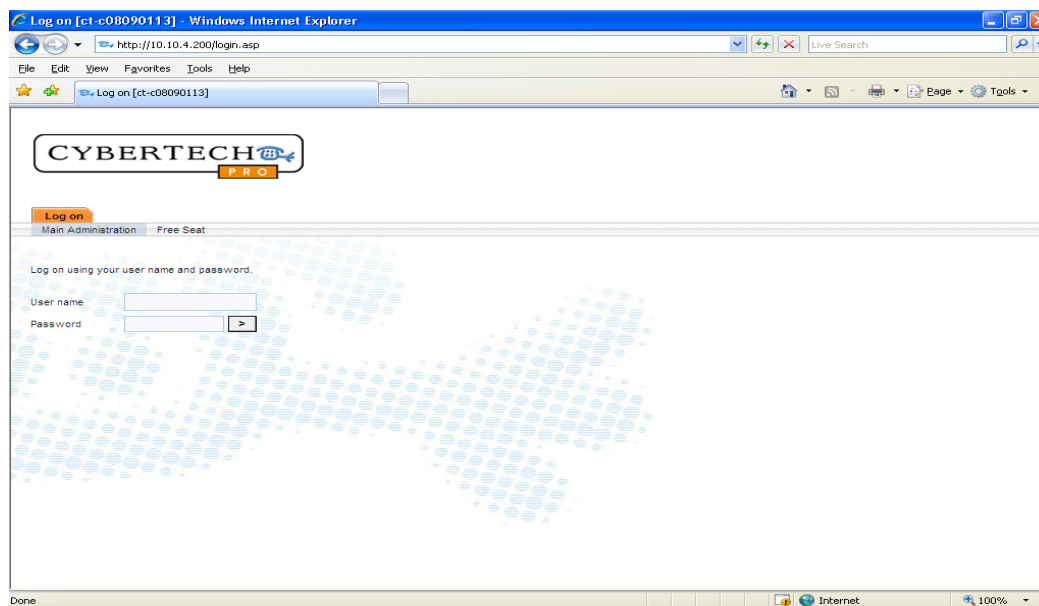 Log on [ct-c08090113] - Windows Internet Explorer
http://10.10.4.200/login.asp Live Search
File Edit View Favorites Tools Help
Log on [ct-c08090113] Page Tools
CYBERTECH
PRO
Log on
Main Administration Free Seat
Log on using your user name and password.
User name
Password >
Done Internet 100%